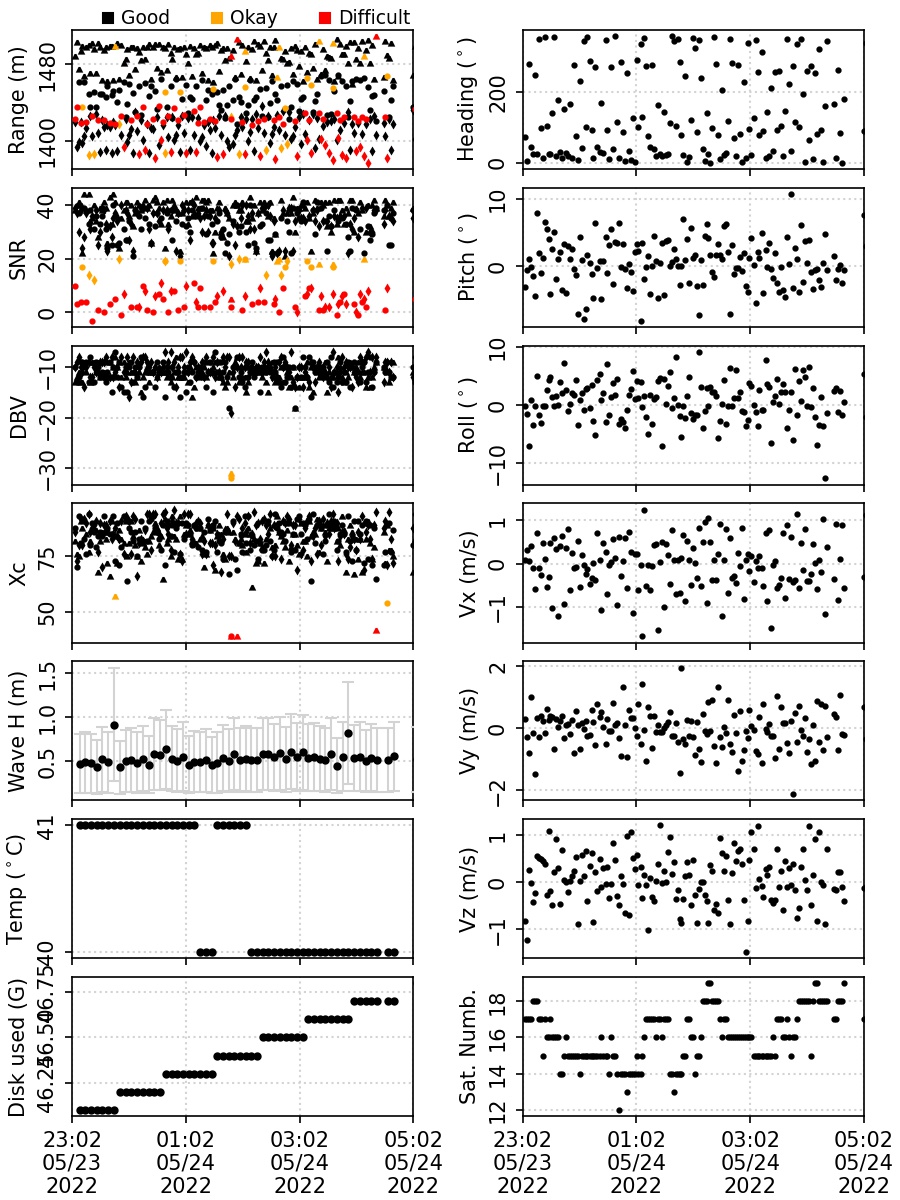 Good Okay Difficult
Range (m)
1480
1400
Heading (°)
200
0
SNR
40
20
0
Pitch (°)
10
0
DBV
−10
−20
−30
Roll (°)
10
0
−10
Xc
75
50
Vx (m/s)
1
0
−1
Wave H (m)
1.5
1.0
0.5
Vy (m/s)
2
0
−2
Temp (°C)
41
40
Vz (m/s)
1
0
−1
Disk used (G)
46.75
46.50
46.25
Sat. Numb.
18
16
14
12
23:02 01:02 03:02 05:02 23:02 01:02 03:02 05:02
05/23 05/24 05/24 05/24 05/23 05/24 05/24 05/24
2022 2022 2022 2022 2022 2022 2022 2022